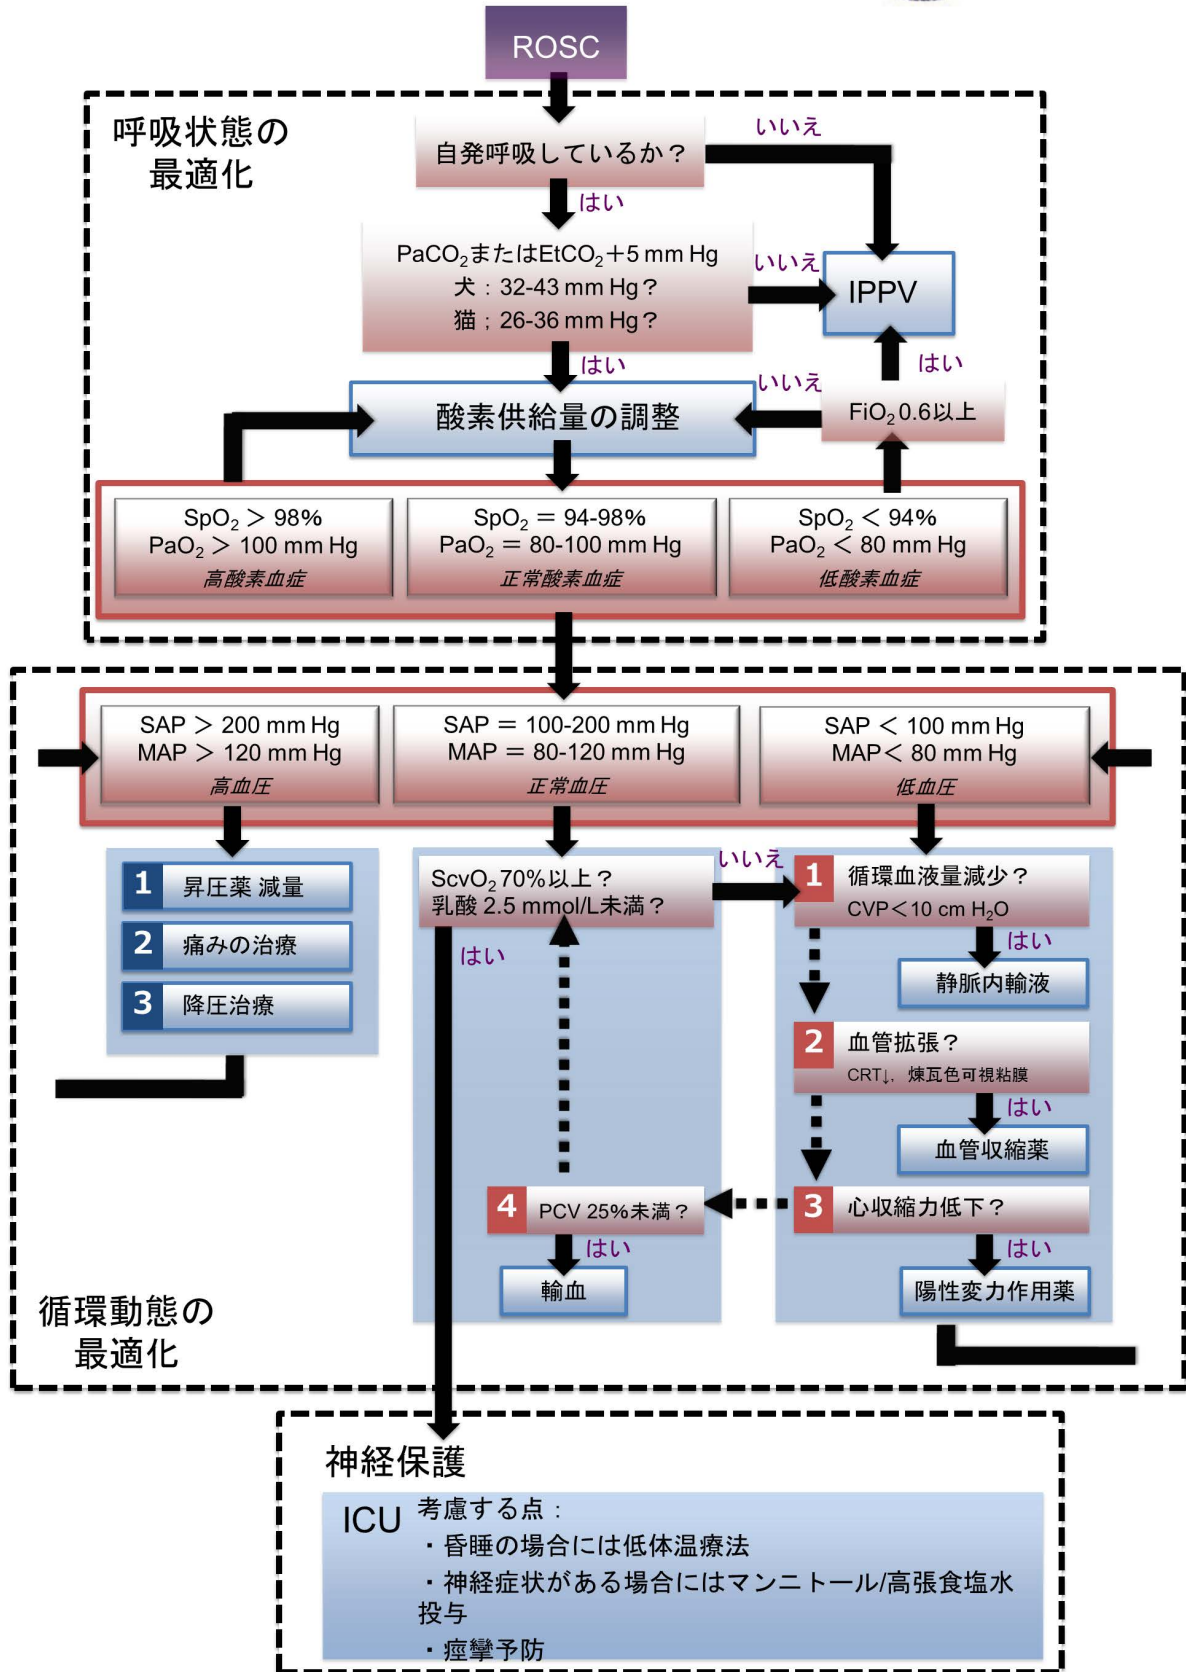 ROSC
呼吸状態の
最適化
自発呼吸しているか？
いいえ
はい
PaCO₂またはEtCO₂＋5 mm Hg
犬：32-43 mm Hg？
猫；26-36 mm Hg？
いいえ
IPPV
はい
はい
いいえ
酸素供給量の調整
FiO₂ 0.6以上
SpO₂ ＞ 98%
PaO₂ ＞ 100 mm Hg
高酸素血症
SpO₂ ＝ 94-98%
PaO₂ ＝ 80-100 mm Hg
正常酸素血症
SpO₂ ＜ 94%
PaO₂ ＜ 80 mm Hg
低酸素血症
SAP ＞ 200 mm Hg
MAP ＞ 120 mm Hg
高血圧
SAP ＝ 100-200 mm Hg
MAP ＝ 80-120 mm Hg
正常血圧
SAP ＜ 100 mm Hg
MAP＜ 80 mm Hg
低血圧
1 昇圧薬 減量
2 痛みの治療
3 降圧治療
ScvO₂ 70%以上？
乳酸 2.5 mmol/L未満？
いいえ
はい
1 循環血液量減少？
CVP＜10 cm H₂O
はい
静脈内輸液
2 血管拡張？
CRT↓，煉瓦色可視粘膜
はい
血管収縮薬
3 心収縮力低下？
はい
陽性変力作用薬
4 PCV 25%未満？
はい
輸血
循環動態の
最適化
神経保護
ICU 考慮する点：
・昏睡の場合には低体温療法
・神経症状がある場合にはマンニトール/高張食塩水
投与
・痙攣予防